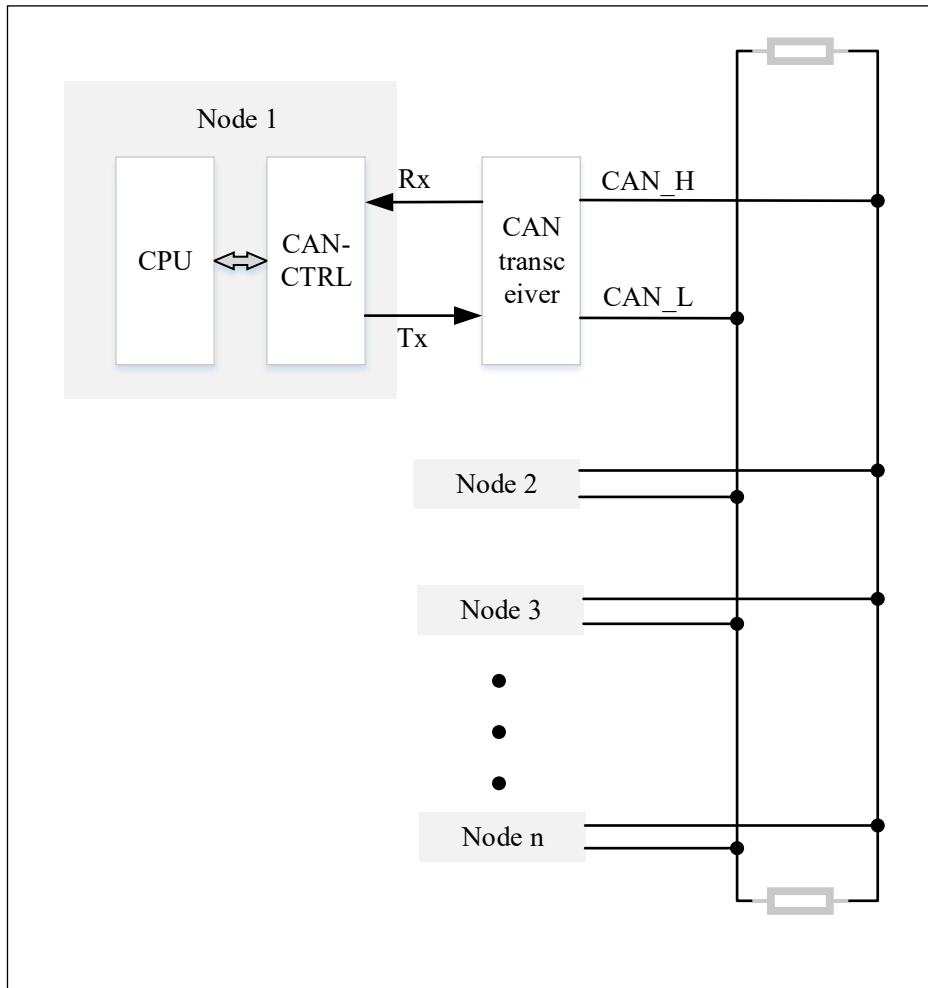 Node 1
Rx
CAN_H
CPU
CAN-
CTRL
CAN
transc
eiver
CAN_L
Tx
Node 2
Node 3
Node n